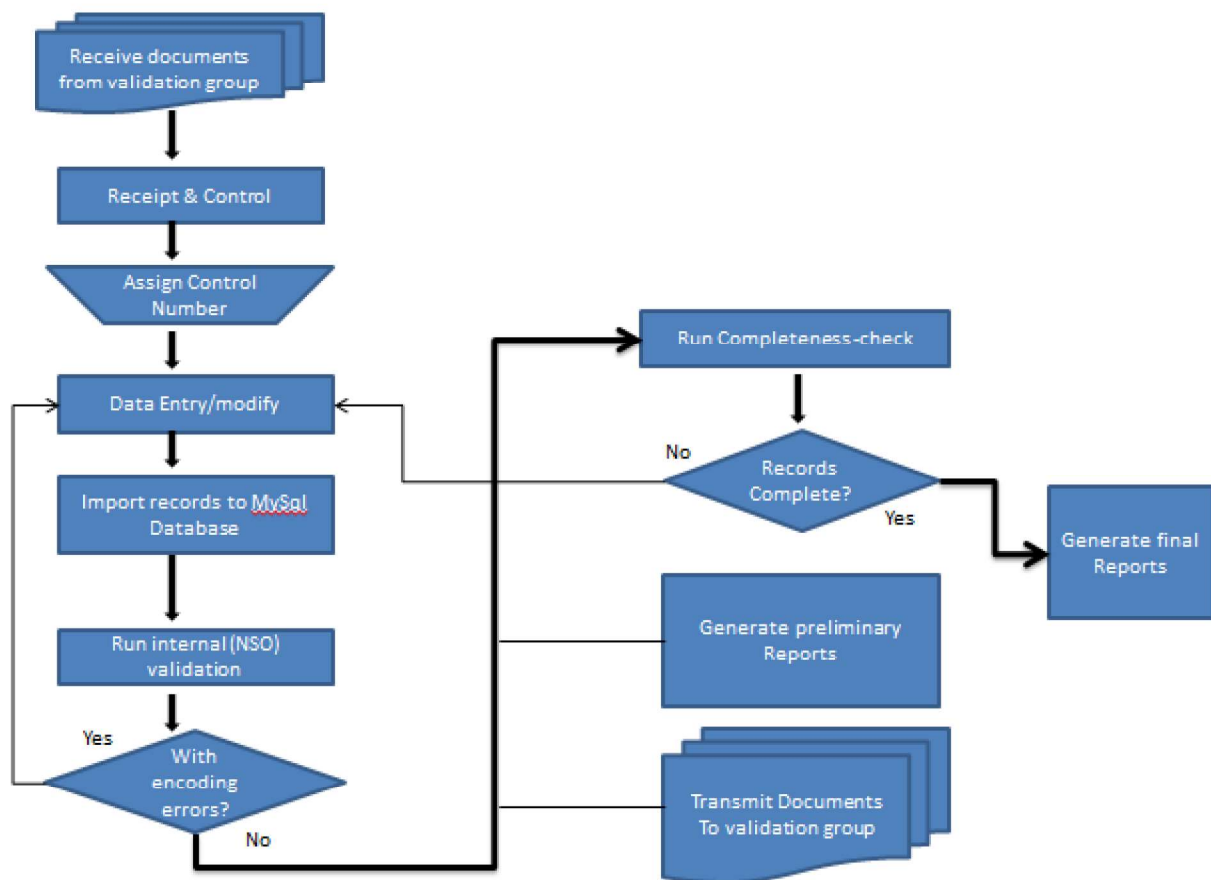 Receive documents
from validation group
Receipt & Control
Assign Control
Number
Data Entry/modify
Import records to MySql
Database
Run internal (NSO)
validation
Yes
With
encoding
errors?
No
Run Completeness-check
No
Records
Complete?
Yes
Generate final
Reports
Generate preliminary
Reports
Transmit Documents
To validation group